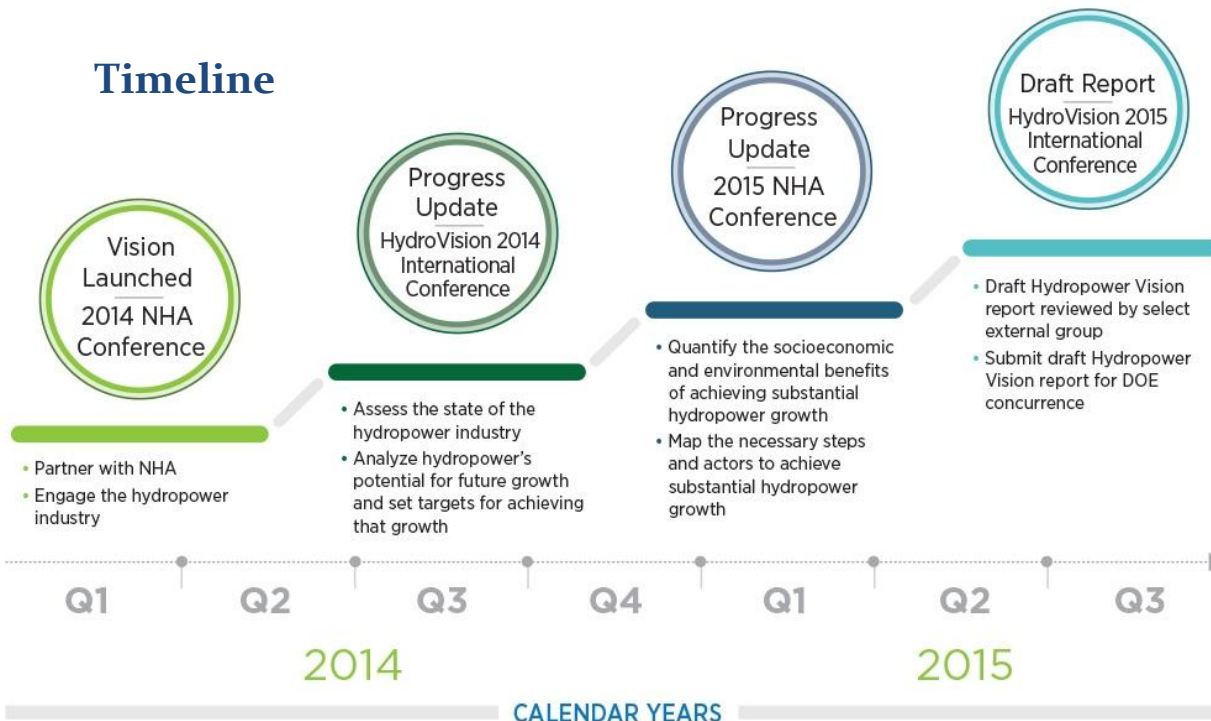 Timeline
Vision
Launched
2014 NHA
Conference
• Partner with NHA
• Engage the hydropower
industry
Progress
Update
HydroVision 2014
International
Conference
• Assess the state of the
hydropower industry
• Analyze hydropower’s
potential for future growth
and set targets for achieving
that growth
Progress
Update
2015 NHA
Conference
• Quantify the socioeconomic
and environmental benefits
of achieving substantial
hydropower growth
• Map the necessary steps
and actors to achieve
substantial hydropower
growth
Draft Report
HydroVision 2015
International
Conference
• Draft Hydropower Vision
report reviewed by select
external group
• Submit draft Hydropower
Vision report for DOE
concurrence
Q1 Q2 Q3 Q4 Q1 Q2 Q3
2014 2015
CALENDAR YEARS